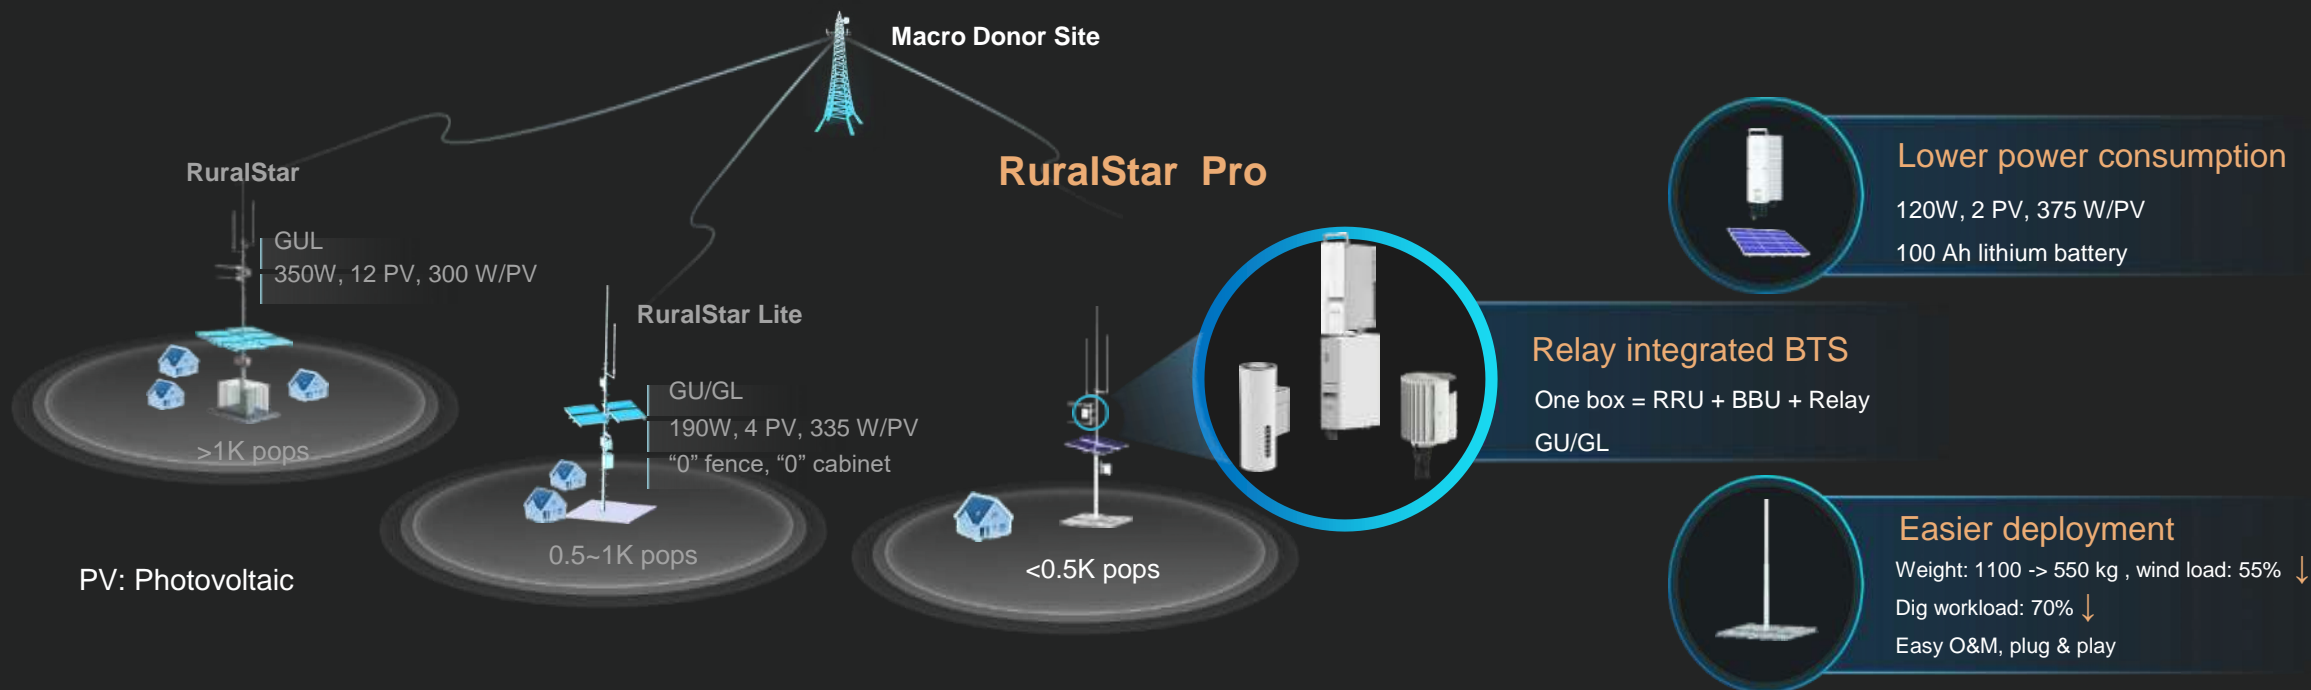 Macro Donor Site
RuralStar
GUL
350W, 12 PV, 300 W/PV
>1K pops
RuralStar Lite
GU/GL
190W, 4 PV, 335 W/PV
“0” fence, “0” cabinet
0.5~1K pops
RuralStar Pro
<0.5K pops
PV: Photovoltaic
Lower power consumption
120W, 2 PV, 375 W/PV
100 Ah lithium battery
Relay integrated BTS
One box = RRU + BBU + Relay
GU/GL
Easier deployment
Weight: 1100 -> 550 kg , wind load: 55% ↓
Dig workload: 70% ↓
Easy O&M, plug & play